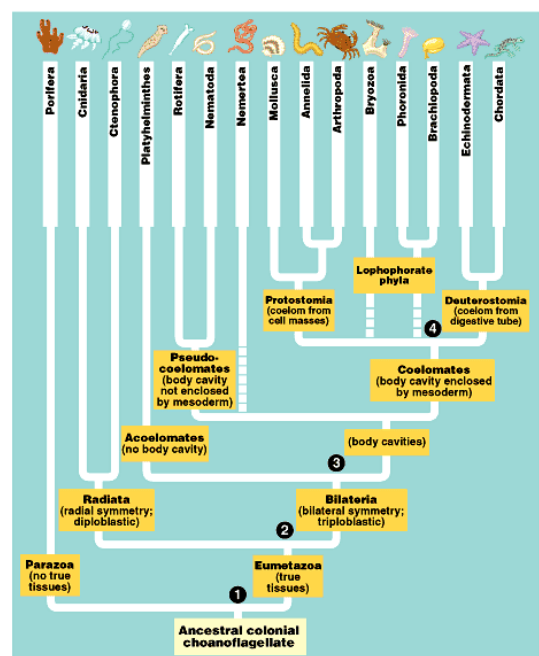 Porifera
Cnidaria
Ctenophora
Platyhelminthes
Rotifera
Nematoda
Nemertea
Mollusca
Annelida
Arthropoda
Bryozoa
Phoronida
Brachiopoda
Echinodermata
Chordata
Lophophorate
phyla
Protostomia
(coelom from
cell masses)
Deuterostomia
(coelom from
digestive tube)
4
Pseudo-
coelomates
(body cavity
not enclosed
by mesoderm)
Coelomates
(body cavity enclosed
by mesoderm)
Acoelomates
(no body cavity)
(body cavities)
3
Radiata
(radial symmetry;
diploblastic)
Bilateria
(bilateral symmetry;
triploblastic)
2
Parazoa
(no true
tissues)
Eumetazoa
(true
tissues)
1
Ancestral colonial
choanoflagellate